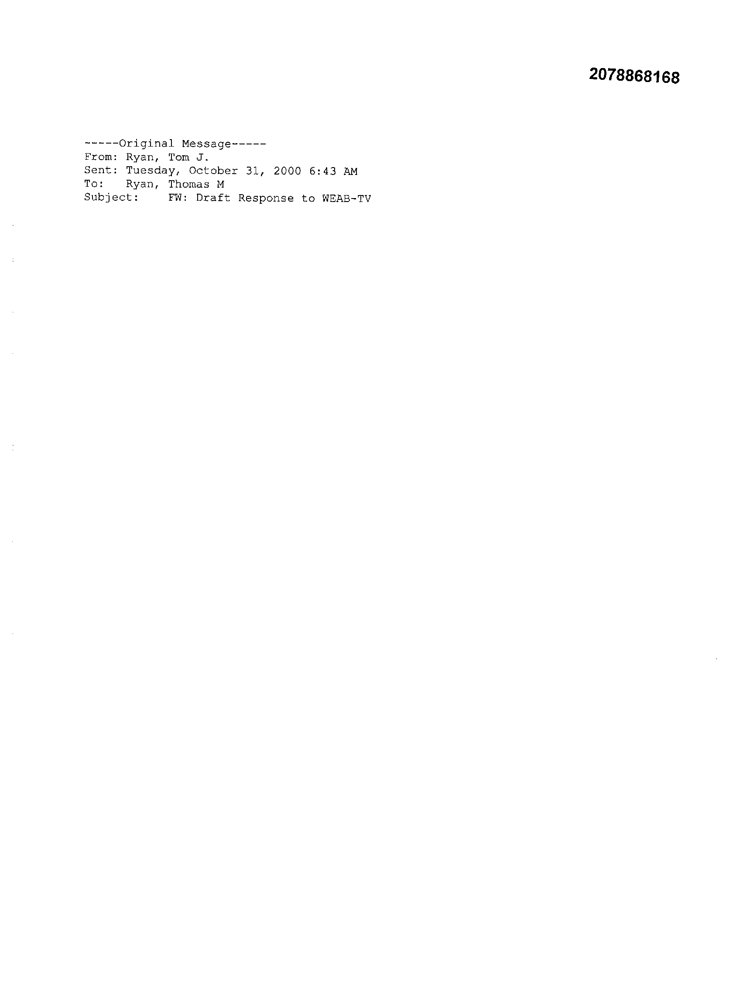 2078868168
-----Original Message-----
From: Ryan, Tom J.
Sent: Tuesday, October 31, 2000 6:43 AM
To: Ryan, Thomas M
Subject: FW: Draft Response to WEAB-TV